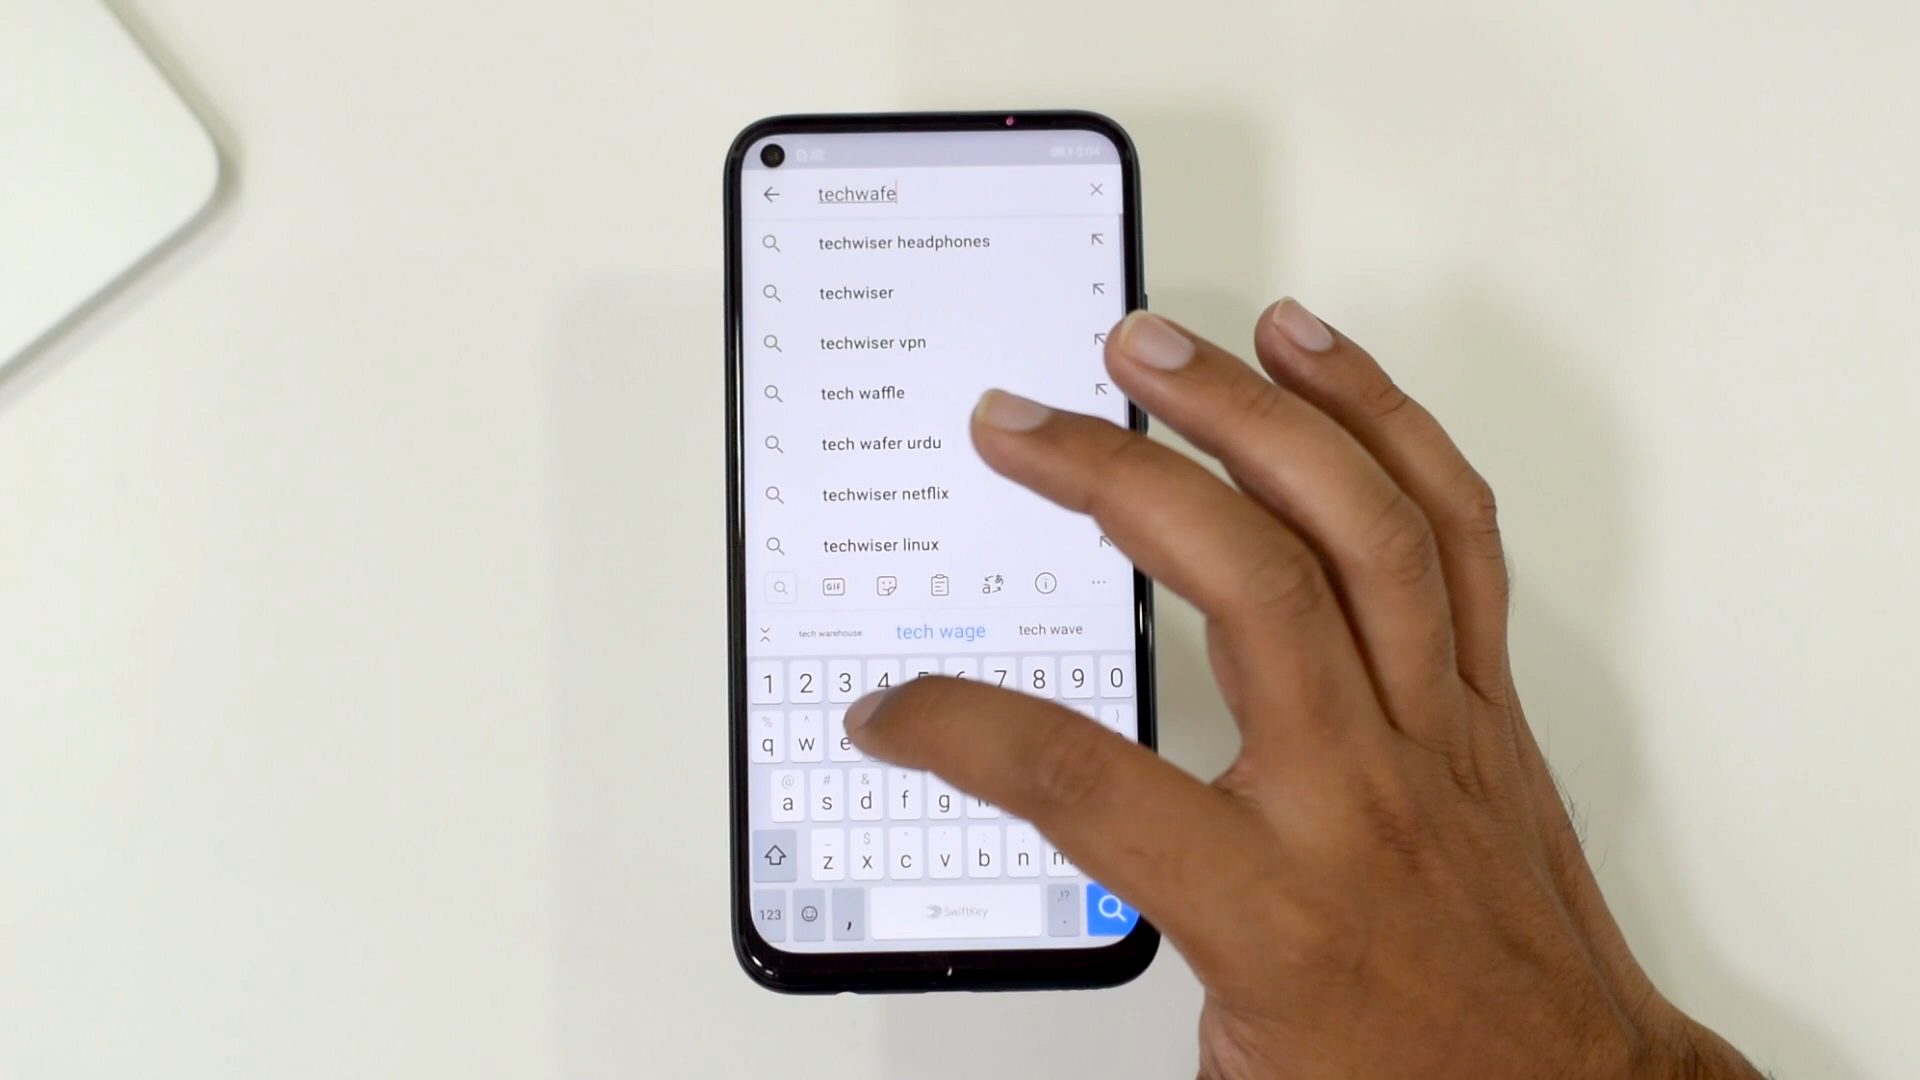 techwafe
techwiser headphones
techwiser
techwiser vpn
tech waffle
tech wafer urdu
techwiser netflix
techwiser linux
GIF
tech warehouse tech wage tech wave
1 2 3 4 7 8 9 0
% ^ }
q w e
@ # & *
a s d f g
_ $ " ' : ;
z x c v b n m
,!?
123 , SwiftKey .